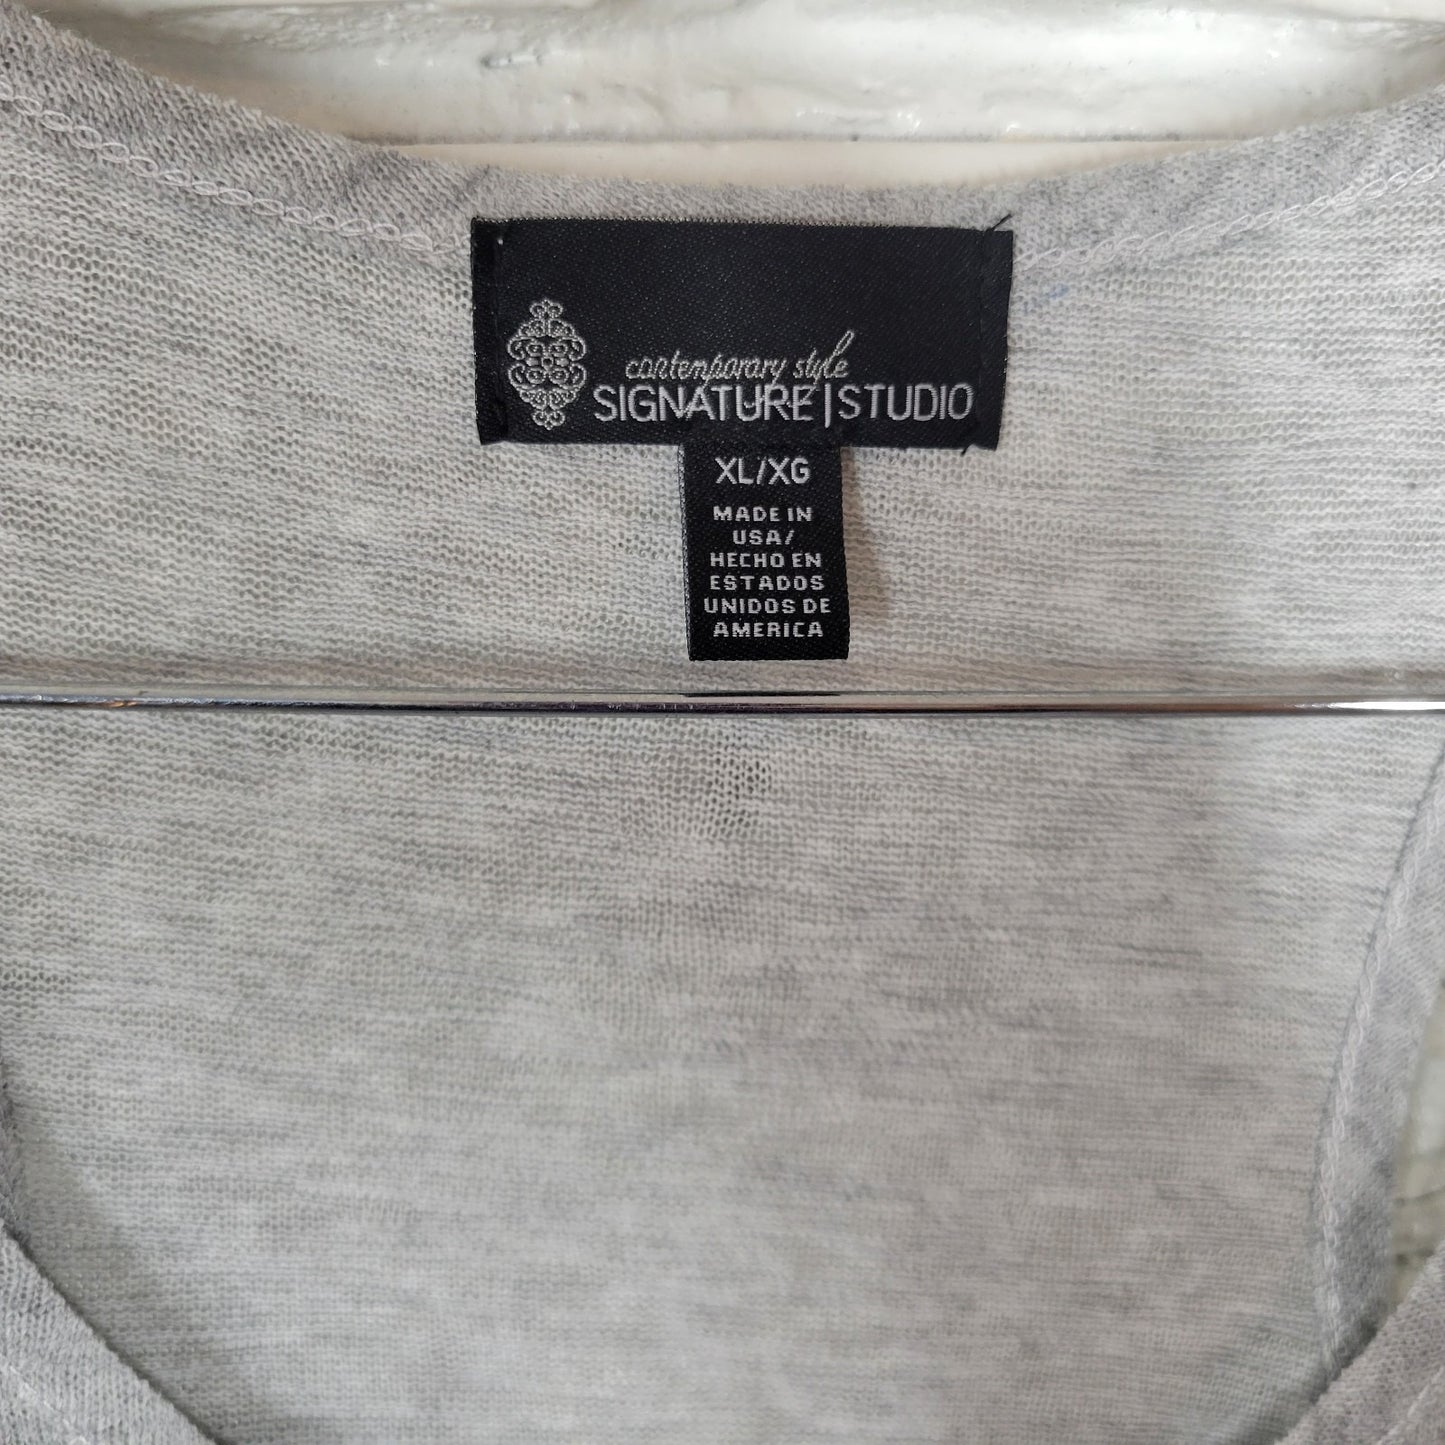 contemporary style
SIGNATURE|STUDIO
XL/XG
MADE IN
USA/
HECHO EN
ESTADOS
UNIDOS DE
AMERICA